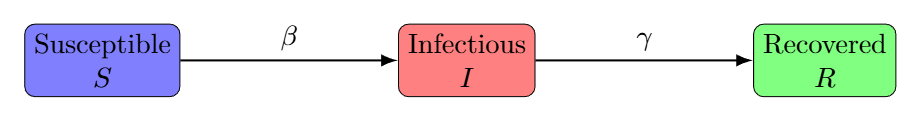 Susceptible
S
β
Infectious
I
γ
Recovered
R